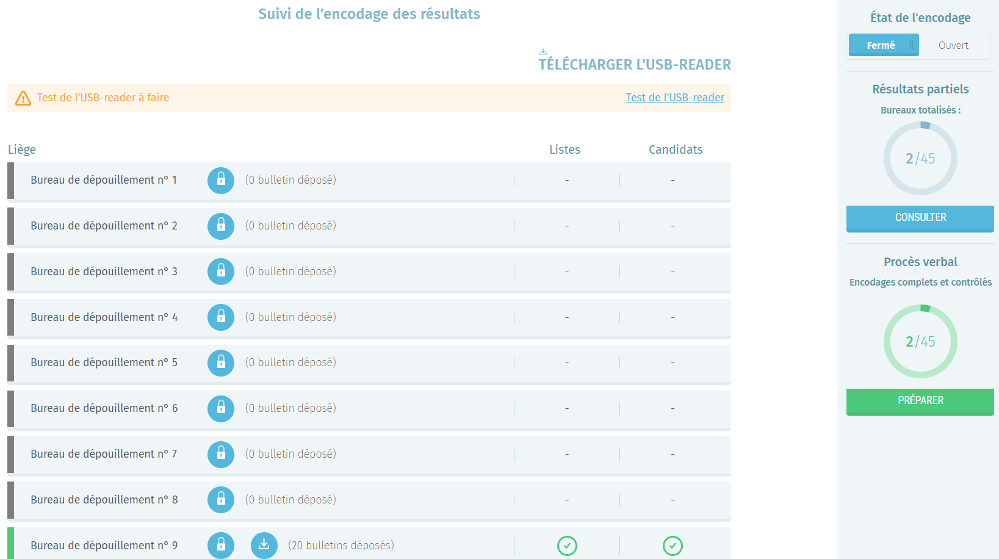 Suivi de l'encodage des résultats
TÉLÉCHARGER L'USB-READER
Test de l'USB-reader à faire
Test de l'USB-reader
Liège Listes Candidats
Bureau de dépouillement n° 1 (0 bulletin déposé) - -
Bureau de dépouillement n° 2 (0 bulletin déposé) - -
Bureau de dépouillement n° 3 (0 bulletin déposé) - -
Bureau de dépouillement n° 4 (0 bulletin déposé) - -
Bureau de dépouillement n° 5 (0 bulletin déposé) - -
Bureau de dépouillement n° 6 (0 bulletin déposé) - -
Bureau de dépouillement n° 7 (0 bulletin déposé) - -
Bureau de dépouillement n° 8 (0 bulletin déposé) - -
Bureau de dépouillement n° 9 (20 bulletins déposés)
État de l'encodage
Fermé Ouvert
Résultats partiels
Bureaux totalisés :
2/45
CONSULTER
Procès verbal
Encodages complets et contrôlés
2/45
PRÉPARER